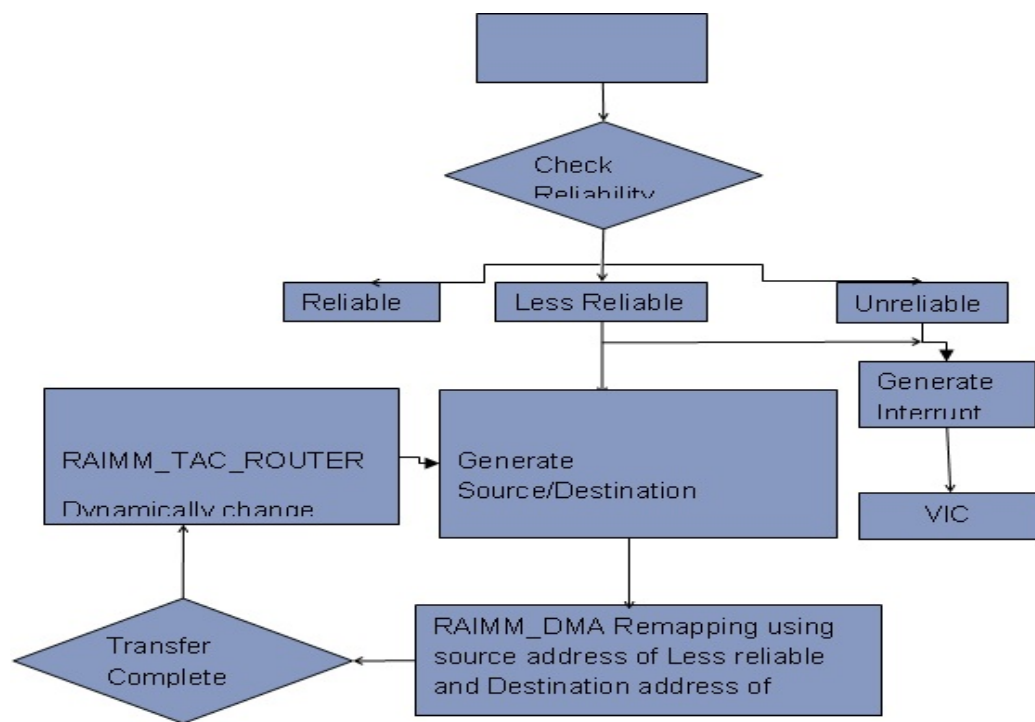 Check
Reliability
Reliable
Less Reliable
Unreliable
Generate
Interrupt
RAIMM_TAC_ROUTER
Dynamically change
Generate
Source/Destination
VIC
Transfer
Complete
RAIMM_DMA Remapping using
source address of Less reliable
and Destination address of